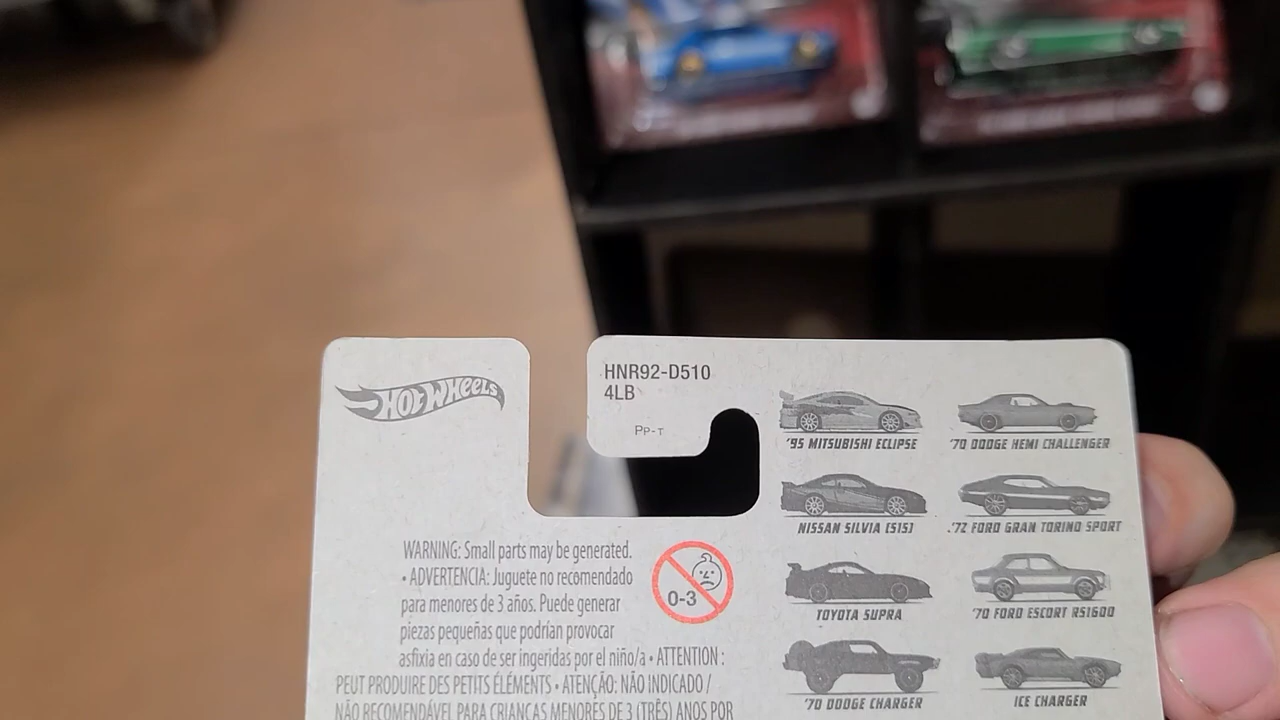 HOT WHEELS
HNR92-D510
4LB
PP-T
WARNING: Small parts may be generated.
• ADVERTENCIA: Juguete no recomendado
para menores de 3 años. Puede generar
piezas pequeñas que podrían provocar
asfixia en caso de ser ingeridas por el niño/a • ATTENTION :
PEUT PRODUIRE DES PETITS ÉLÉMENTS • ATENÇÃO: NÃO INDICADO /
NÃO RECOMENDÁVEL PARA CRIANÇAS MENORES DE 3 (TRÊS) ANOS POR
0-3
'95 MITSUBISHI ECLIPSE
'70 DODGE HEMI CHALLENGER
NISSAN SILVIA (S15)
'72 FORD GRAN TORINO SPORT
TOYOTA SUPRA
'70 FORD ESCORT RS1600
'70 DODGE CHARGER
ICE CHARGER